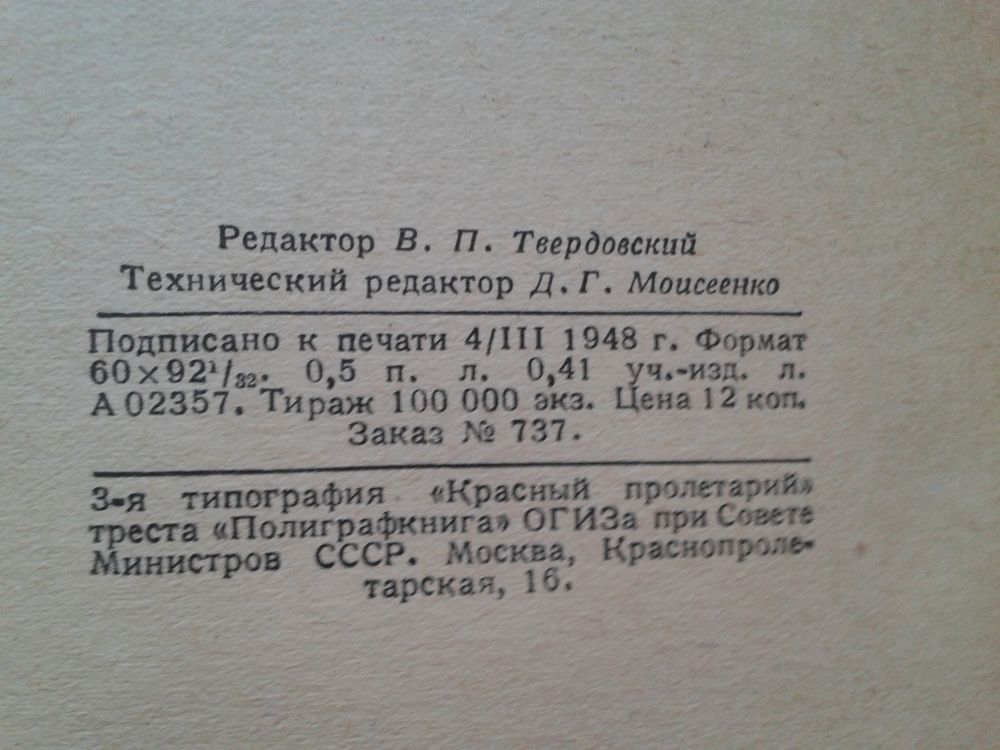 Редактор В. П. Твердовский
Технический редактор Д. Г. Моисеенко
Подписано к печати 4/III 1948 г. Формат
60×92¹/₃₂. 0,5 п. л. 0,41 уч.-изд. л.
А 02357. Тираж 100 000 экз. Цена 12 коп.
Заказ № 737.
3-я типография «Красный пролетарий»
треста «Полиграфкнига» ОГИЗа при Совете
Министров СССР. Москва, Краснопроле-
тарская, 16.